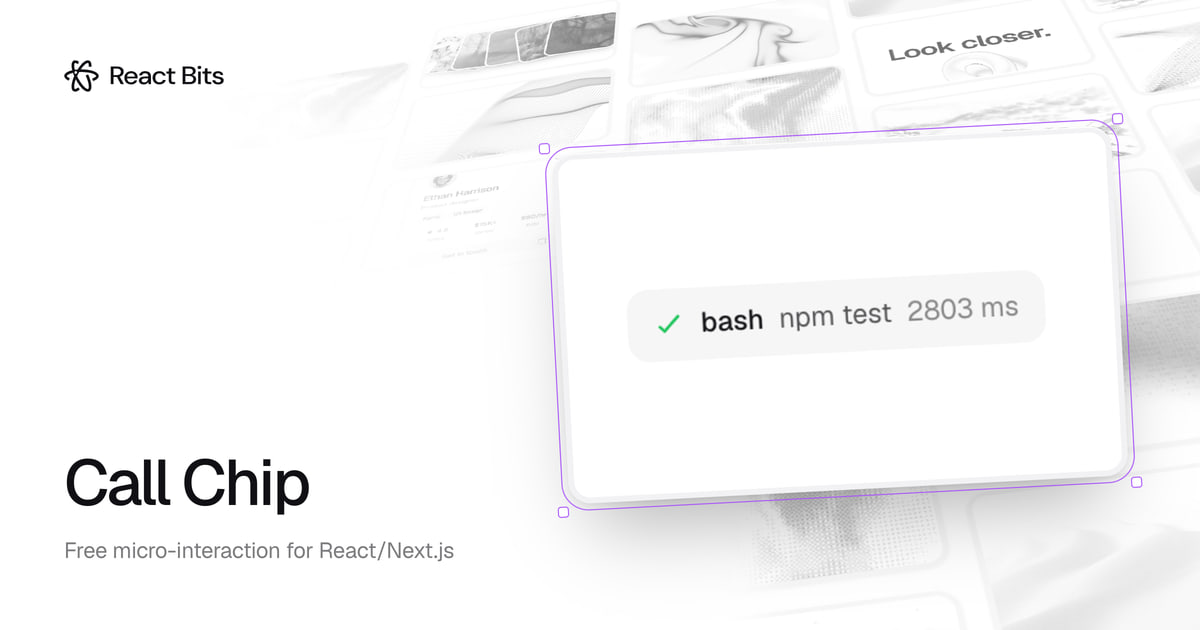 React Bits
Look closer.
Ethan Harrison
bash npm test 2803 ms
Call Chip
Free micro-interaction for React/Next.js